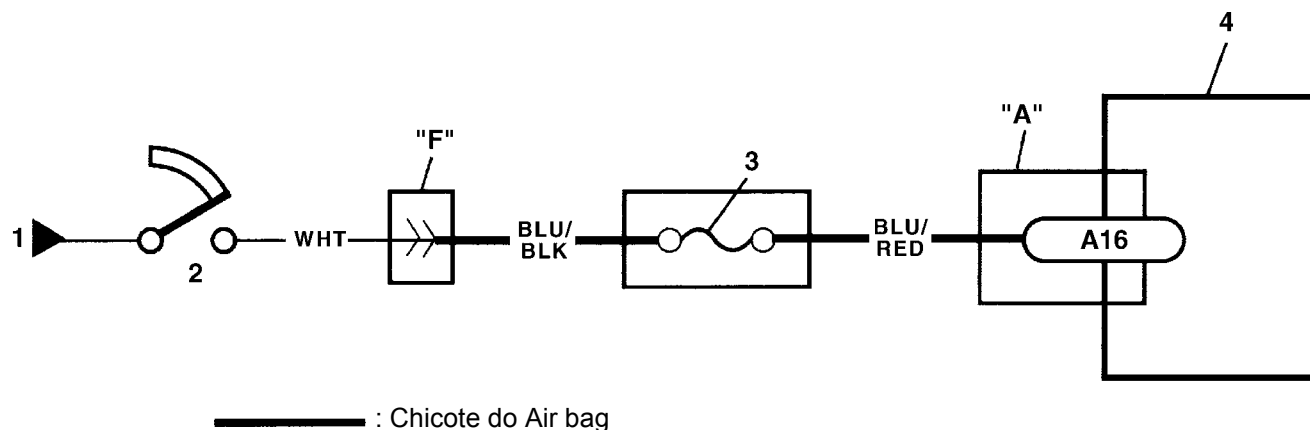 4
"A"
"F"
3
1
WHT
BLU/
BLK
BLU/
RED
A16
2
: Chicote do Air bag